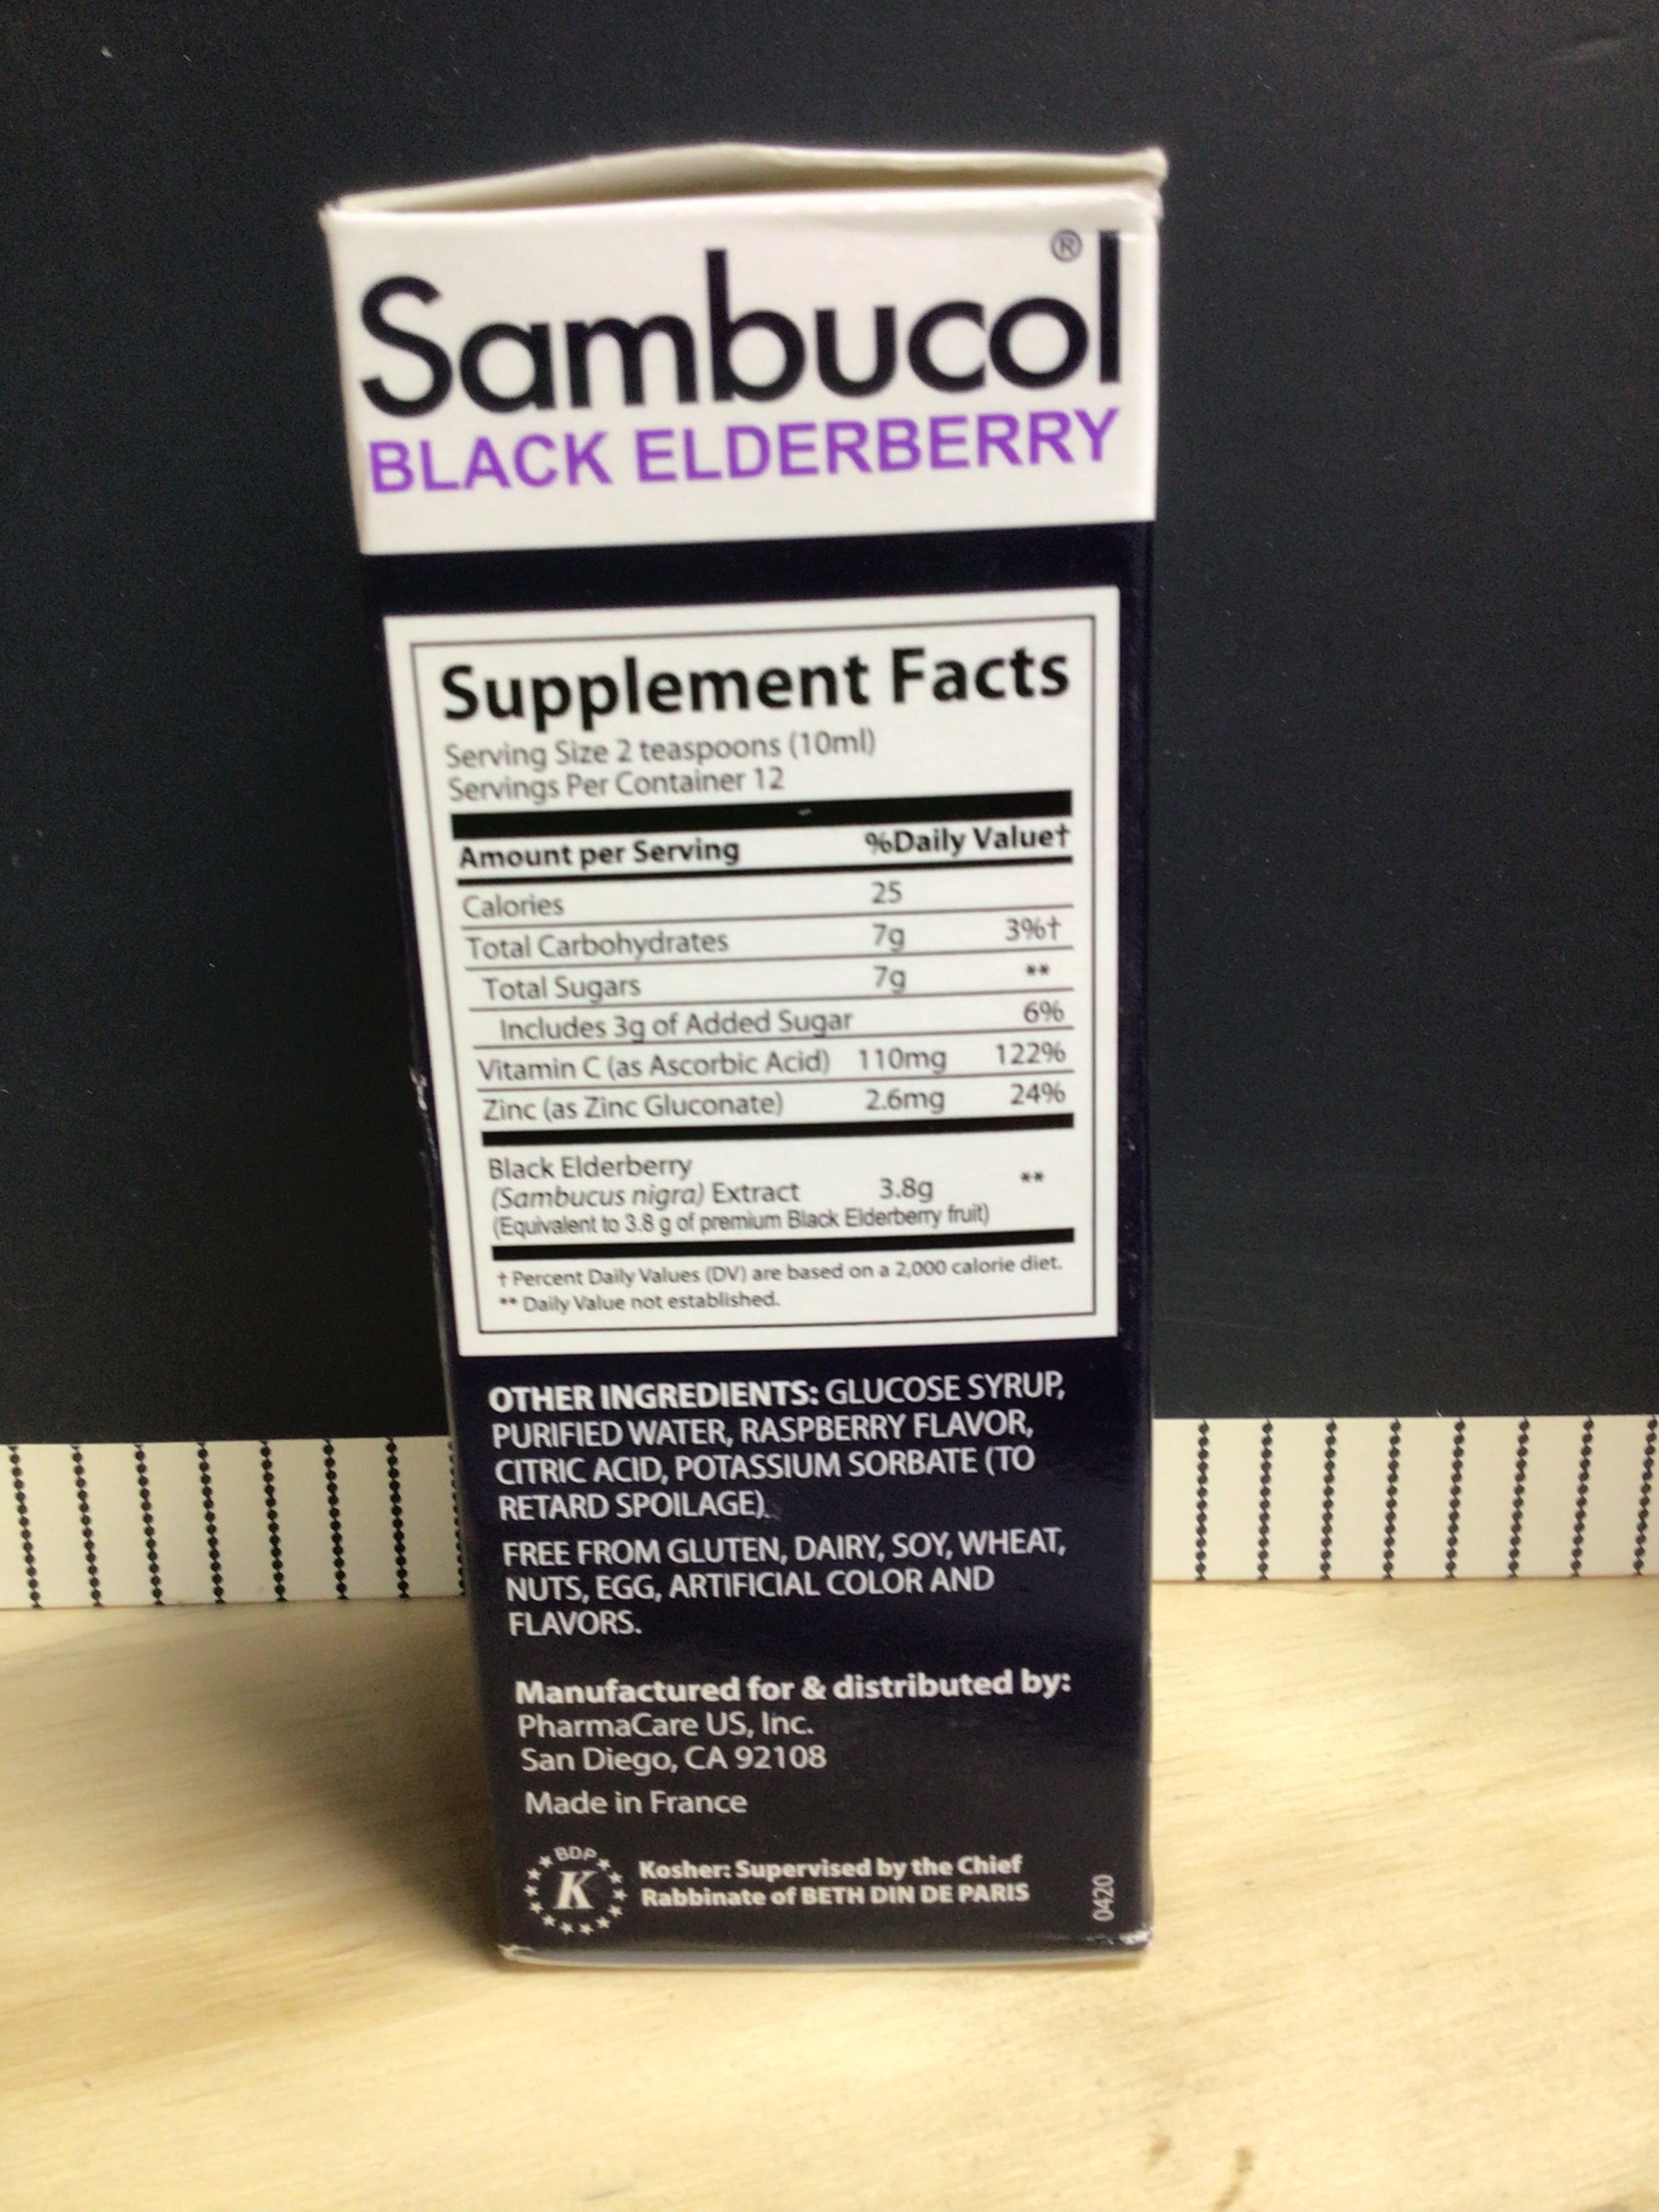 Sambucol®
BLACK ELDERBERRY
Supplement Facts
Serving Size 2 teaspoons (10ml)
Servings Per Container 12
Amount per Serving %Daily Value†
Calories 25
Total Carbohydrates 7g 3%†
Total Sugars 7g **
Includes 3g of Added Sugar 6%
Vitamin C (as Ascorbic Acid) 110mg 122%
Zinc (as Zinc Gluconate) 2.6mg 24%
Black Elderberry
(Sambucus nigra) Extract 3.8g **
(Equivalent to 3.8 g of premium Black Elderberry fruit)
† Percent Daily Values (DV) are based on a 2,000 calorie diet.
** Daily Value not established.
OTHER INGREDIENTS: GLUCOSE SYRUP,
PURIFIED WATER, RASPBERRY FLAVOR,
CITRIC ACID, POTASSIUM SORBATE (TO
RETARD SPOILAGE).
FREE FROM GLUTEN, DAIRY, SOY, WHEAT,
NUTS, EGG, ARTIFICIAL COLOR AND
FLAVORS.
Manufactured for & distributed by:
PharmaCare US, Inc.
San Diego, CA 92108
Made in France
BDP
K
Kosher: Supervised by the Chief
Rabbinate of BETH DIN DE PARIS
0420